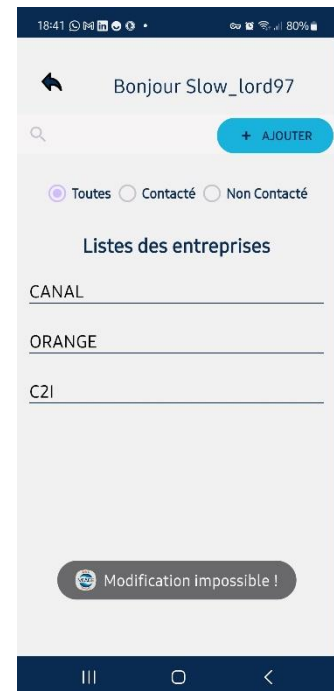 18:41
80%
Bonjour Slow_lord97
+ AJOUTER
Toutes Contacté Non Contacté
Listes des entreprises
CANAL
ORANGE
C2I
Modification impossible !